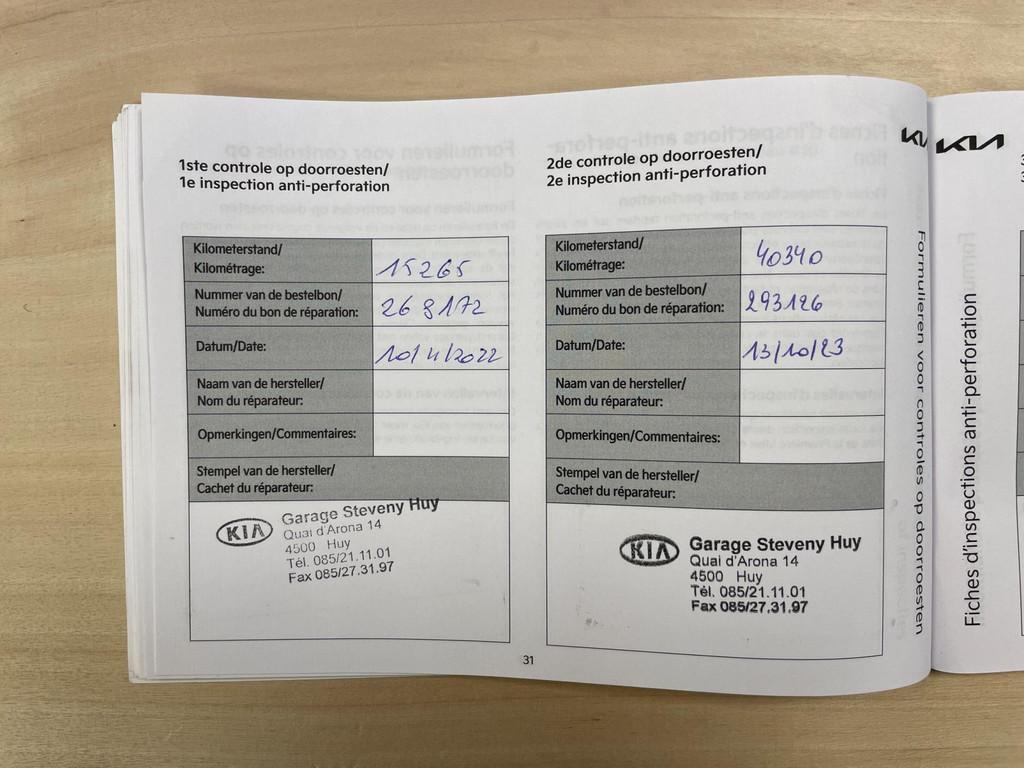 1ste controle op doorroesten/
1e inspection anti-perforation
Kilometerstand/
Kilométrage:
15265
Nummer van de bestelbon/
Numéro du bon de réparation:
269172
Datum/Date:
10/11/2022
Naam van de hersteller/
Nom du réparateur:
Opmerkingen/Commentaires:
Stempel van de hersteller/
Cachet du réparateur:
KIA
Garage Steveny Huy
Quai d'Arona 14
4500 Huy
Tél. 085/21.11.01
Fax 085/27.31.97
2de controle op doorroesten/
2e inspection anti-perforation
Kilometerstand/
Kilométrage:
40340
Nummer van de bestelbon/
Numéro du bon de réparation:
293126
Datum/Date:
13/10/23
Naam van de hersteller/
Nom du réparateur:
Opmerkingen/Commentaires:
Stempel van de hersteller/
Cachet du réparateur:
KIA
Garage Steveny Huy
Quai d'Arona 14
4500 Huy
Tél. 085/21.11.01
Fax 085/27.31.97
31
Formulieren voor controles op doorroesten
KIA
Fiches d'inspections anti-perforation